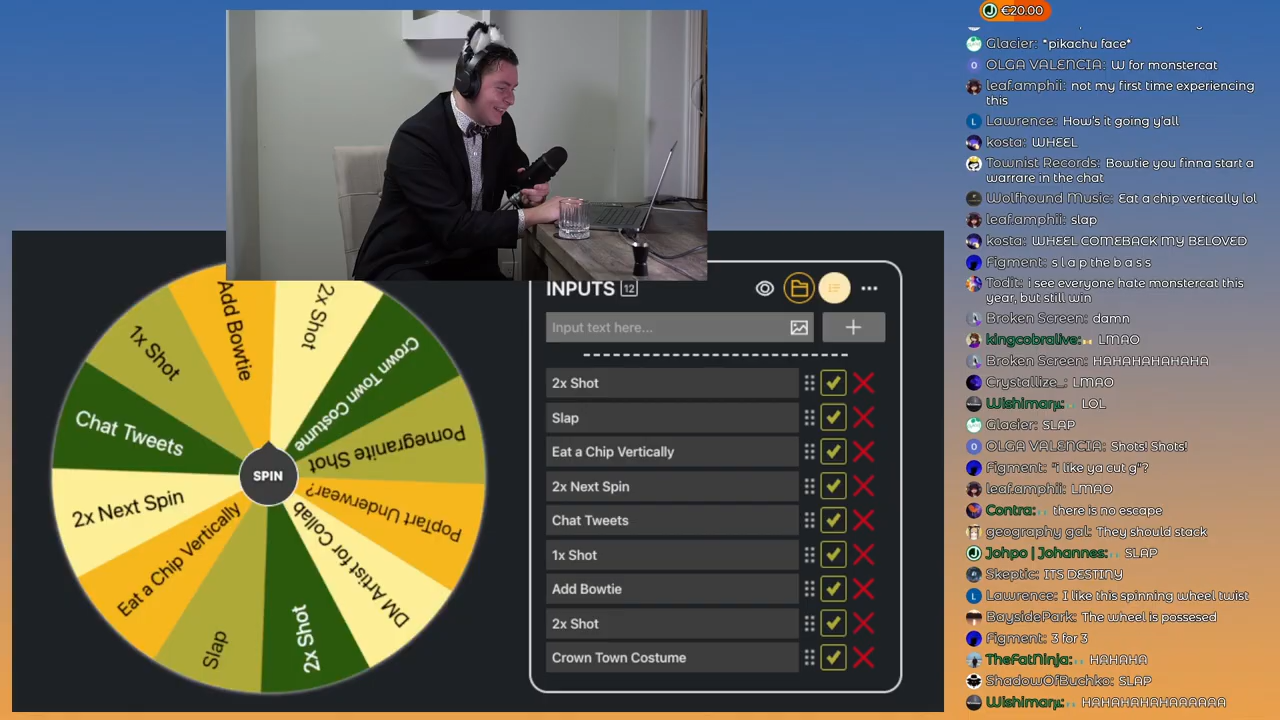 €20.00
Glacier: *pikachu face*
OLGA VALENCIA: W for monstercat
leaf.amphii: not my first time experiencing
this
Lawrence: How's it going y'all
kosta: WHEEL
Townist Records: Bowtie you finna start a
warrare in the chat
Wolfhound Music: Eat a chip vertically lol
leaf.amphii: slap
kosta: WHEEL COMEBACK MY BELOVED
Figment: s l a p the b a s s
Todit: i see everyone hate monstercat this
year, but still win
Broken Screen: damn
kingcobralive: LMAO
Broken Screen: HAHAHAHAHAHA
Crystallize_: LMAO
Wishimary: LOL
Glacier: SLAP
OLGA VALENCIA: Shots! Shots!
Figment: "i like ya cut g"?
leaf.amphii: LMAO
Contra: there is no escape
geography gal: They should stack
Johpo | Johannes: SLAP
Skeptic: ITS DESTINY
Lawrence: I like this spinning wheel twist
BaysidePark: The wheel is possesed
Figment: 3 for 3
TheFatNinja: HAHAHA
ShadowOfBuchko: SLAP
Wishimary: HAHAHAHAHAAAAAA
Add Bowtie
2x Shot
Crown Town Costume
Pomegranite Shot
PopTart Underwear?
DM Artist for Collab
2x Shot
Slap
Eat a Chip Vertically
2x Next Spin
Chat Tweets
1x Shot
SPIN
INPUTS 12
Input text here...
2x Shot
Slap
Eat a Chip Vertically
2x Next Spin
Chat Tweets
1x Shot
Add Bowtie
2x Shot
Crown Town Costume